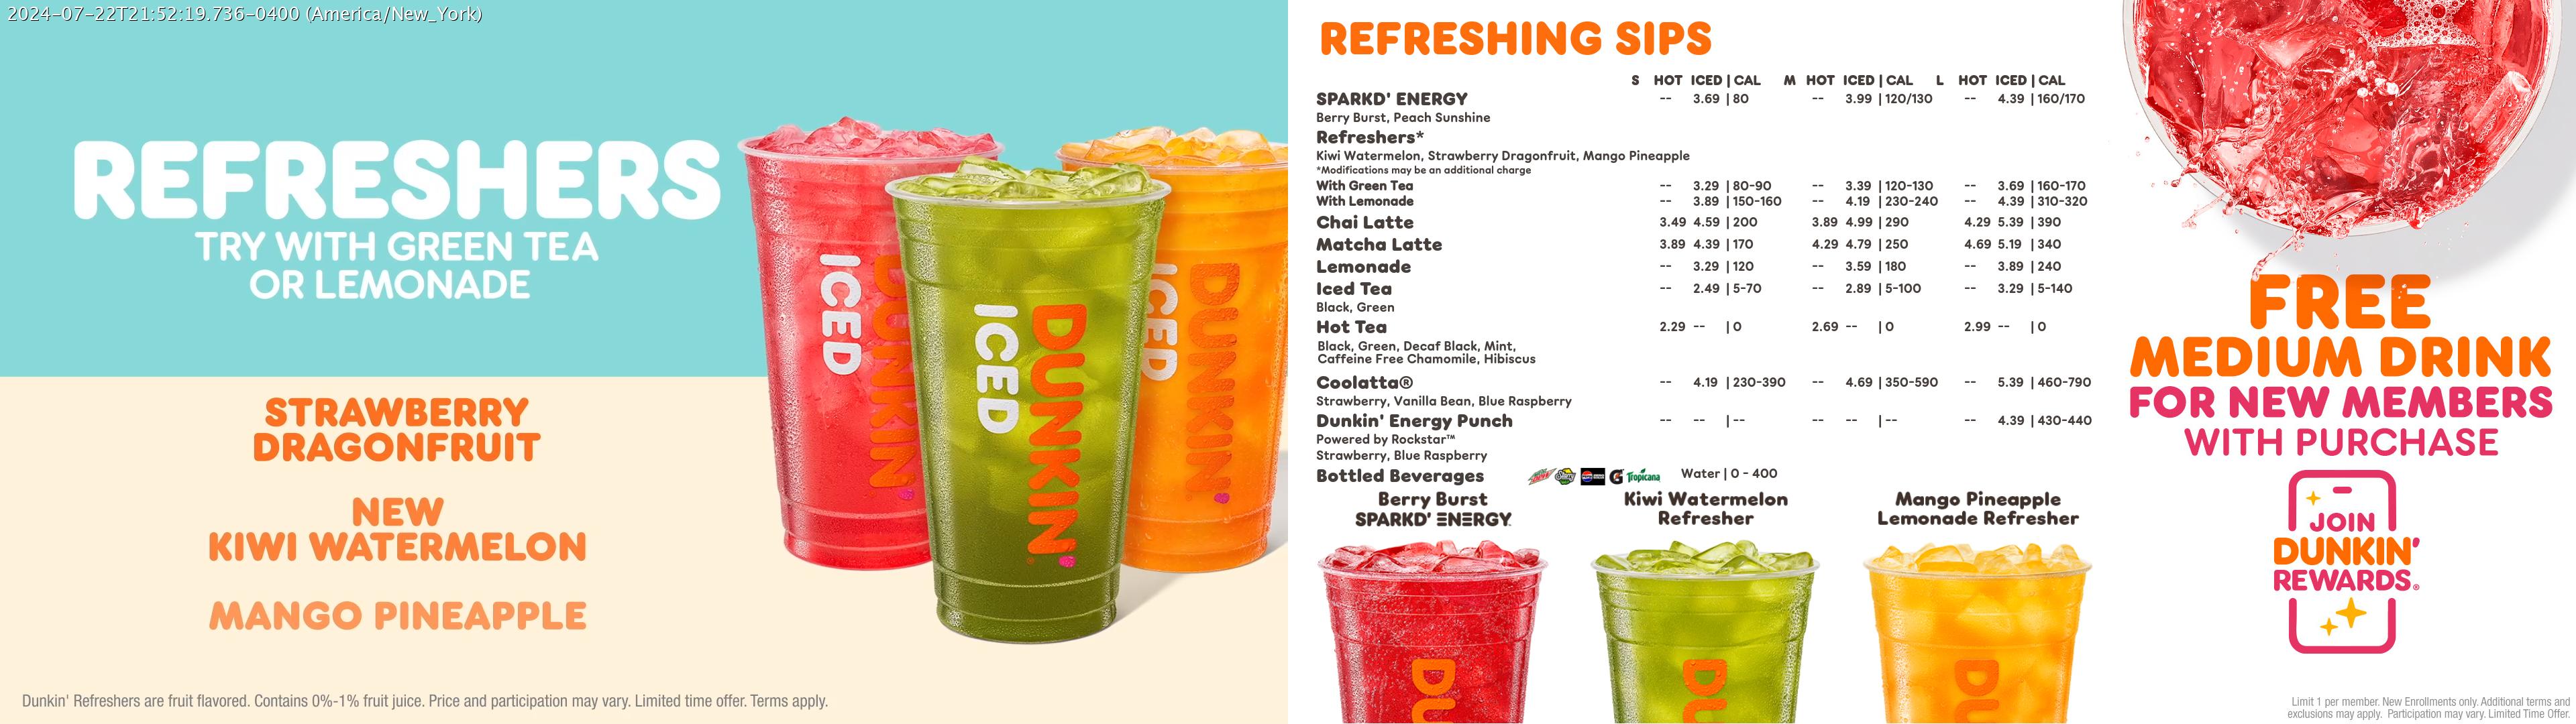 2024-07-22T21:52:19.736-0400 (America/New_York)
REFRESHERS
TRY WITH GREEN TEA
OR LEMONADE
STRAWBERRY
DRAGONFRUIT
NEW
KIWI WATERMELON
MANGO PINEAPPLE
ICED
DUNKIN'
ICED
DUNKIN'
ICED
DUNKIN'
Dunkin' Refreshers are fruit flavored. Contains 0%-1% fruit juice. Price and participation may vary. Limited time offer. Terms apply.
REFRESHING SIPS
S HOT ICED | CAL M HOT ICED | CAL L HOT ICED | CAL
SPARKD' ENERGY -- 3.69 | 80 -- 3.99 | 120/130 -- 4.39 | 160/170
Berry Burst, Peach Sunshine
Refreshers*
Kiwi Watermelon, Strawberry Dragonfruit, Mango Pineapple
*Modifications may be an additional charge
With Green Tea -- 3.29 | 80-90 -- 3.39 | 120-130 -- 3.69 | 160-170
With Lemonade -- 3.89 | 150-160 -- 4.19 | 230-240 -- 4.39 | 310-320
Chai Latte 3.49 4.59 | 200 3.89 4.99 | 290 4.29 5.39 | 390
Matcha Latte 3.89 4.39 | 170 4.29 4.79 | 250 4.69 5.19 | 340
Lemonade -- 3.29 | 120 -- 3.59 | 180 -- 3.89 | 240
Iced Tea -- 2.49 | 5-70 -- 2.89 | 5-100 -- 3.29 | 5-140
Black, Green
Hot Tea 2.29 -- | 0 2.69 -- | 0 2.99 -- | 0
Black, Green, Decaf Black, Mint,
Caffeine Free Chamomile, Hibiscus
Coolatta® -- 4.19 | 230-390 -- 4.69 | 350-590 -- 5.39 | 460-790
Strawberry, Vanilla Bean, Blue Raspberry
Dunkin' Energy Punch -- -- | -- -- -- | -- -- 4.39 | 430-440
Powered by Rockstar™
Strawberry, Blue Raspberry
Bottled Beverages G Tropicana Water | 0 - 400
Berry Burst
SPARKD' ENERGY
Kiwi Watermelon
Refresher
Mango Pineapple
Lemonade Refresher
DU
DU
DU
FREE
MEDIUM DRINK
FOR NEW MEMBERS
WITH PURCHASE
JOIN
DUNKIN'
REWARDS®
Limit 1 per member. New Enrollments only. Additional terms and
exclusions may apply. Participation may vary. Limited Time Offer.